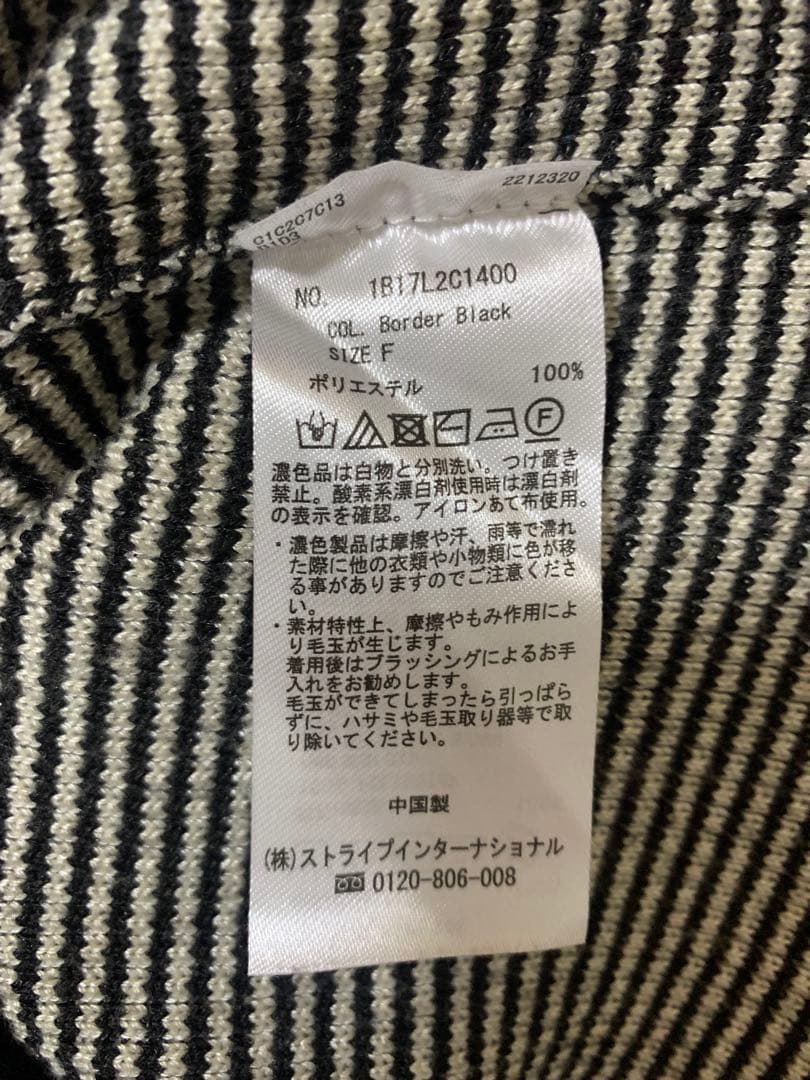 2212320
C1C2C7C13
NO. 1B17L2C1400
COL. Border Black
SIZE F
ポリエステル 100%
F
濃色品は白物と分別洗い。つけ置き
禁止。酸素系漂白剤使用時は漂白剤
の表示を確認。アイロンあて布使用。
・濃色製品は摩擦や汗、雨等で濡れ
た際に他の衣類や小物類に色が移
る事がありますのでご注意くださ
い。
・素材特性上、摩擦やもみ作用によ
り毛玉が生じます。
着用後はブラッシングによるお手
入れをお勧めします。
毛玉ができてしまったら引っぱら
ずに、ハサミや毛玉取り器等で取
り除いてください。
中国製
(株)ストライプインターナショナル
0120-806-008